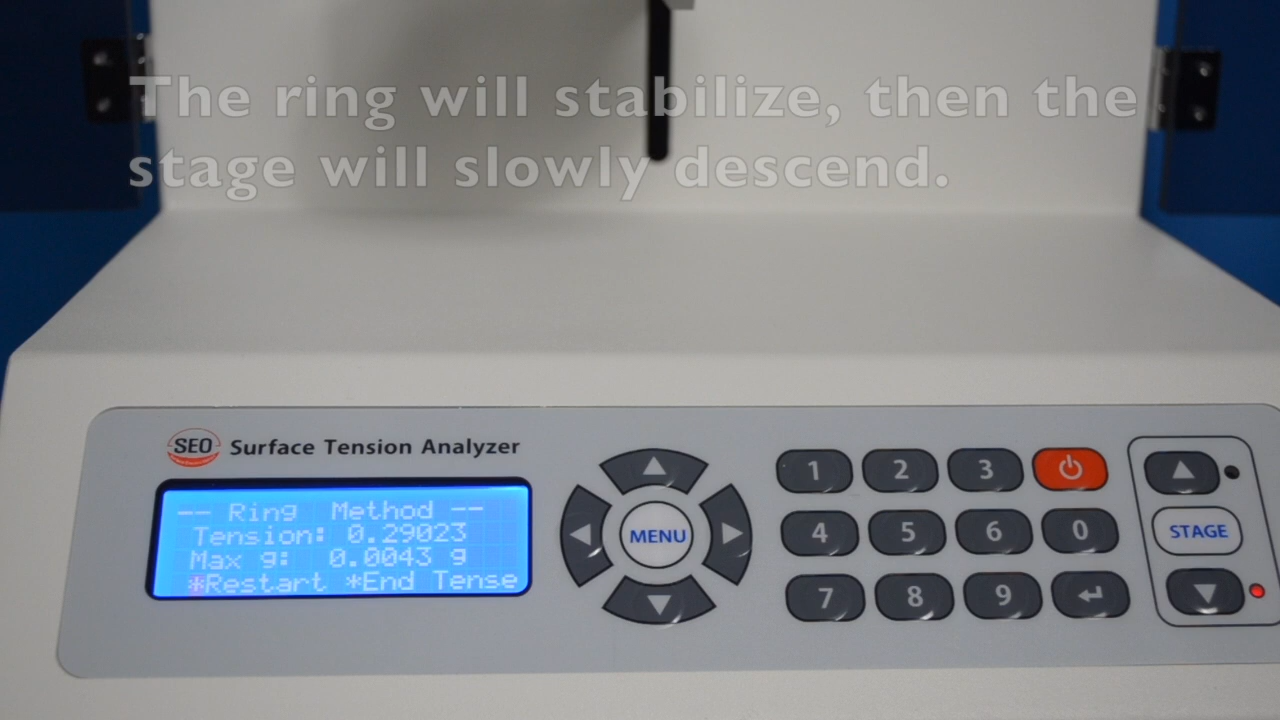 The ring will stabilize, then the
stage will slowly descend.
SEO Surface Tension Analyzer
-- Ring Method --
Tension: 0.29023
Max g: 0.0043 g
*Restart *End Tense
MENU
1 2 3
4 5 6 0
7 8 9
STAGE